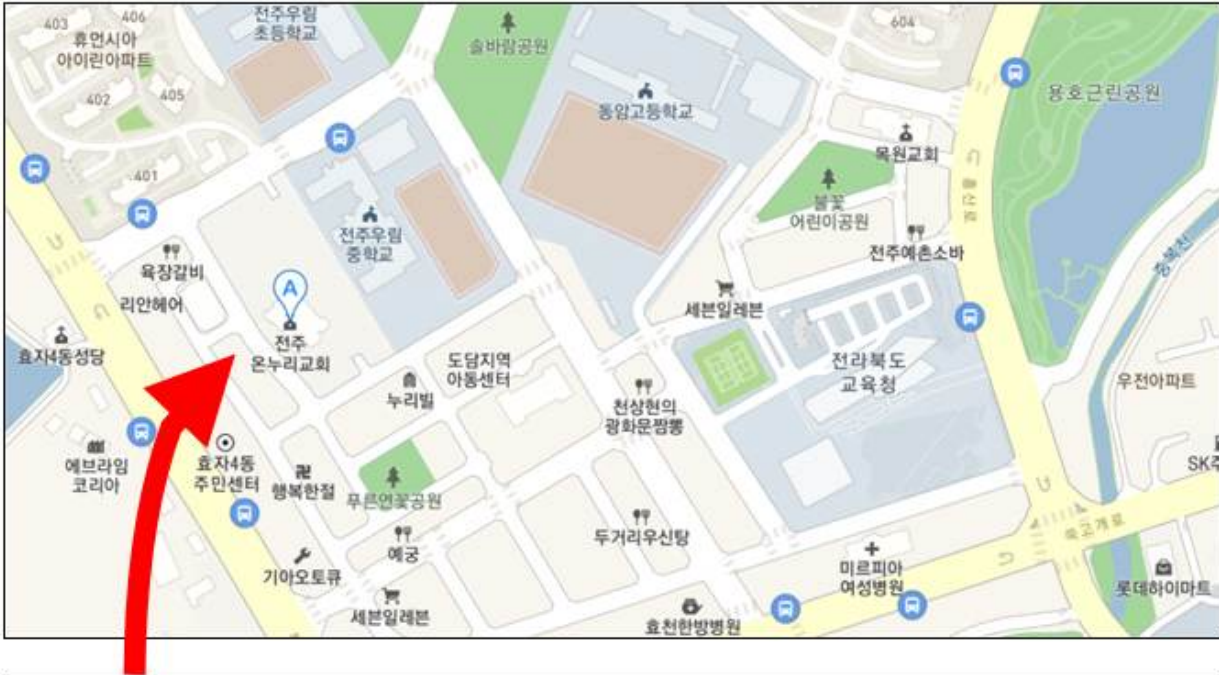 403
406
휴먼시아
아이린아파트
402
405
401
전주우림
초등학교
솔바람공원
604
동암고등학교
용호근린공원
목원교회
불꽃
어린이공원
홍산로
전주우림
중학교
전주예촌소바
중복천
육장갈비
리안헤어
A
세븐일레븐
효자4동성당
전주
온누리교회
도담지역
아동센터
누리빌
전라북도
교육청
우전아파트
천상현의
광화문짬뽕
에브라임
코리아
효자4동
주민센터
행복한절
푸른연꽃공원
SK주
두거리우신탕
예궁
기아오토큐
미르피아
여성병원
롯데하이마트
세븐일레븐
효천한방병원